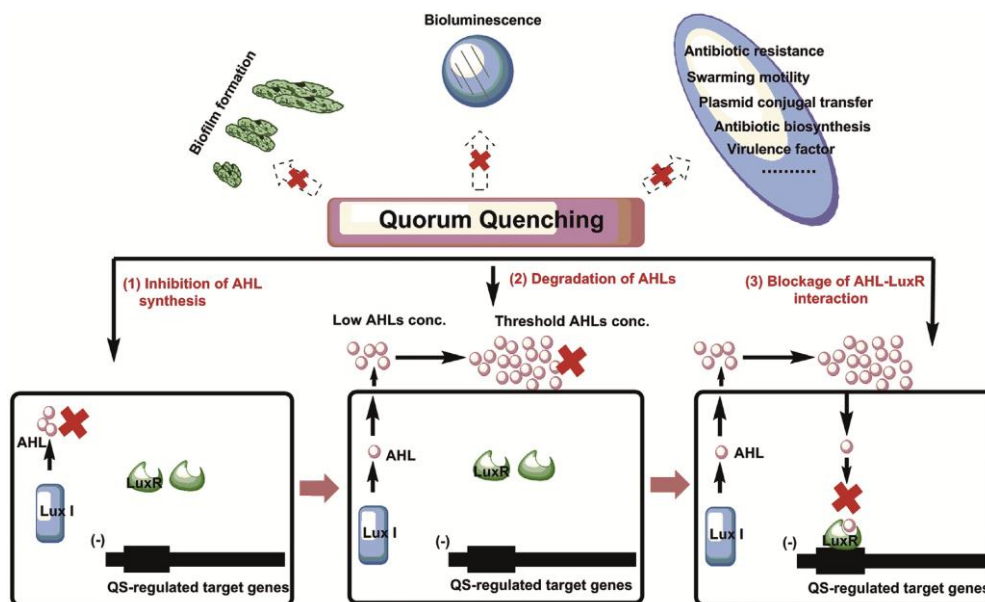 Bioluminescence
Biofilm formation
Antibiotic resistance
Swarming motility
Plasmid conjugal transfer
Antibiotic biosynthesis
Virulence factor
..........
Quorum Quenching
(1) Inhibition of AHL
synthesis
(2) Degradation of AHLs
(3) Blockage of AHL-LuxR
interaction
Low AHLs conc.
Threshold AHLs conc.
AHL
LuxR
Lux I
(-)
QS-regulated target genes
AHL
LuxR
Lux I
(-)
QS-regulated target genes
AHL
Lux I
LuxR
(-)
QS-regulated target genes